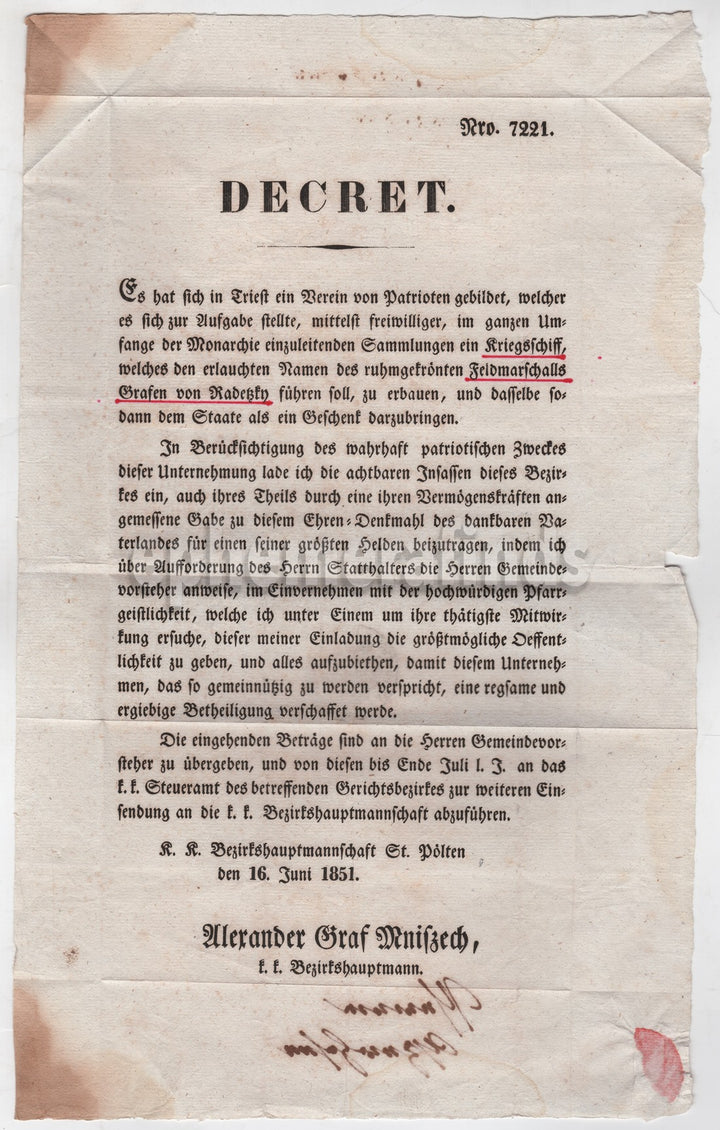 Nro. 7221.
DECRET.
Es hat sich in Triest ein Verein von Patrioten gebildet, welcher
es sich zur Aufgabe stellte, mittelst freiwilliger, im ganzen Um-
fange der Monarchie einzuleitenden Sammlungen ein Kriegsschiff,
welches den erlauchten Namen des ruhmgekrönten Feldmarschalls
Grafen von Radetzky führen soll, zu erbauen, und dasselbe so-
dann dem Staate als ein Geschenk darzubringen.
In Berücksichtigung des wahrhaft patriotischen Zweckes
dieser Unternehmung lade ich die achtbaren Insassen dieses Bezir-
kes ein, auch ihres Theils durch eine ihren Vermögenskräften an-
gemessene Gabe zu diesem Ehren-Denkmahl des dankbaren Va-
terlandes für einen seiner größten Helden beizutragen, indem ich
über Aufforderung des Herrn Statthalters die Herren Gemeinde-
vorsteher anweise, im Einvernehmen mit der hochwürdigen Pfarr-
geistlichkeit, welche ich unter Einem um ihre thätigste Mitwir-
kung ersuche, dieser meiner Einladung die größtmögliche Oeffent-
lichkeit zu geben, und alles aufzubiethen, damit diesem Unterneh-
men, das so gemeinnützig zu werden verspricht, eine regsame und
ergiebige Betheiligung verschaffet werde.
Die eingehenden Beträge sind an die Herren Gemeindevor-
steher zu übergeben, und von diesen bis Ende Juli l. J. an das
k. k. Steueramt des betreffenden Gerichtsbezirkes zur weiteren Ein-
sendung an die k. k. Bezirkshauptmannschaft abzuführen.
K. K. Bezirkshauptmannschaft St. Pölten
den 16. Juni 1851.
Alexander Graf Mniszech,
k. k. Bezirkshauptmann.